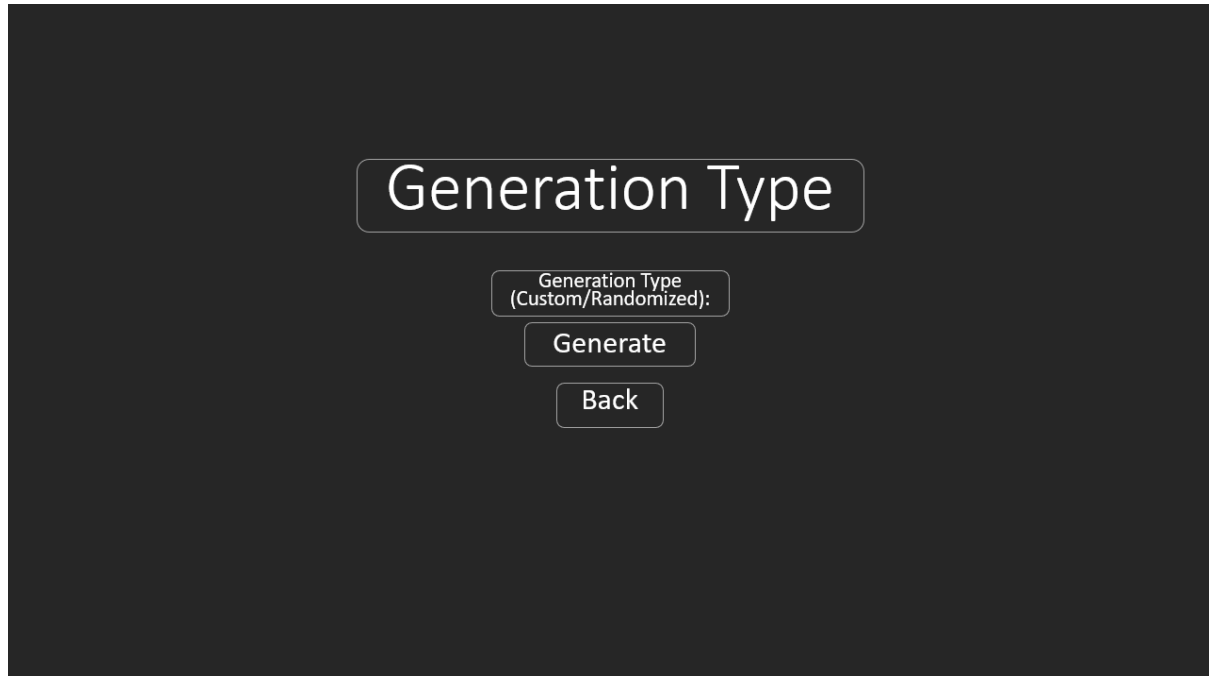 Generation Type
Generation Type
(Custom/Randomized):
Generate
Back